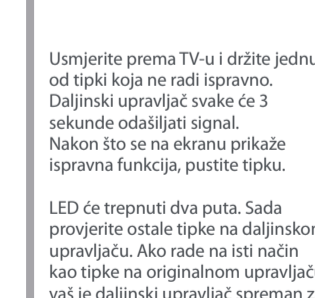 Usmjerite prema TV-u i držite jednu
od tipki koja ne radi ispravno.
Daljinski upravljač svake će 3
sekunde odašiljati signal.
Nakon što se na ekranu prikaže
ispravna funkcija, pustite tipku.
LED će trepnuti dva puta. Sada
provjerite ostale tipke na daljinskom
upravljaču. Ako rade na isti način
kao tipke na originalnom upravljaču
vaš je daljinski upravljač spreman z